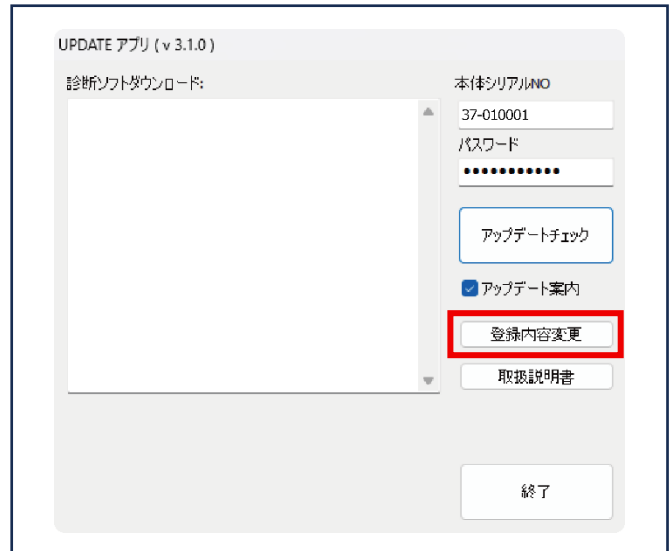 UPDATE アプリ ( v 3.1.0 )
診断ソフトダウンロード:
本体シリアルNO
37-010001
パスワード
•••••••••••
アップデートチェック
アップデート案内
登録内容変更
取扱説明書
終了